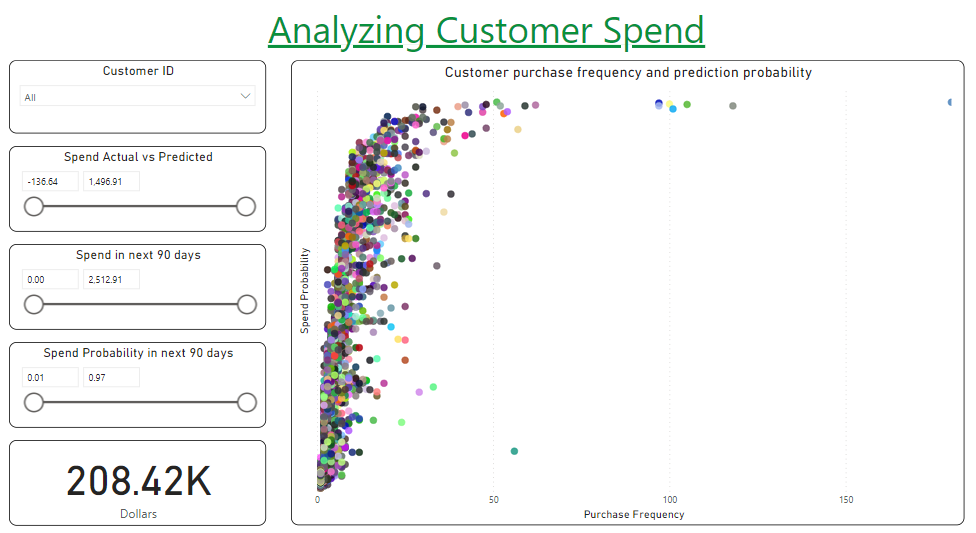 Analyzing Customer Spend
Customer ID
All
Spend Actual vs Predicted
-136.64 1,496.91
Spend in next 90 days
0.00 2,512.91
Spend Probability in next 90 days
0.01 0.97
208.42K
Dollars
Customer purchase frequency and prediction probability
Spend Probability
0 50 100 150
Purchase Frequency